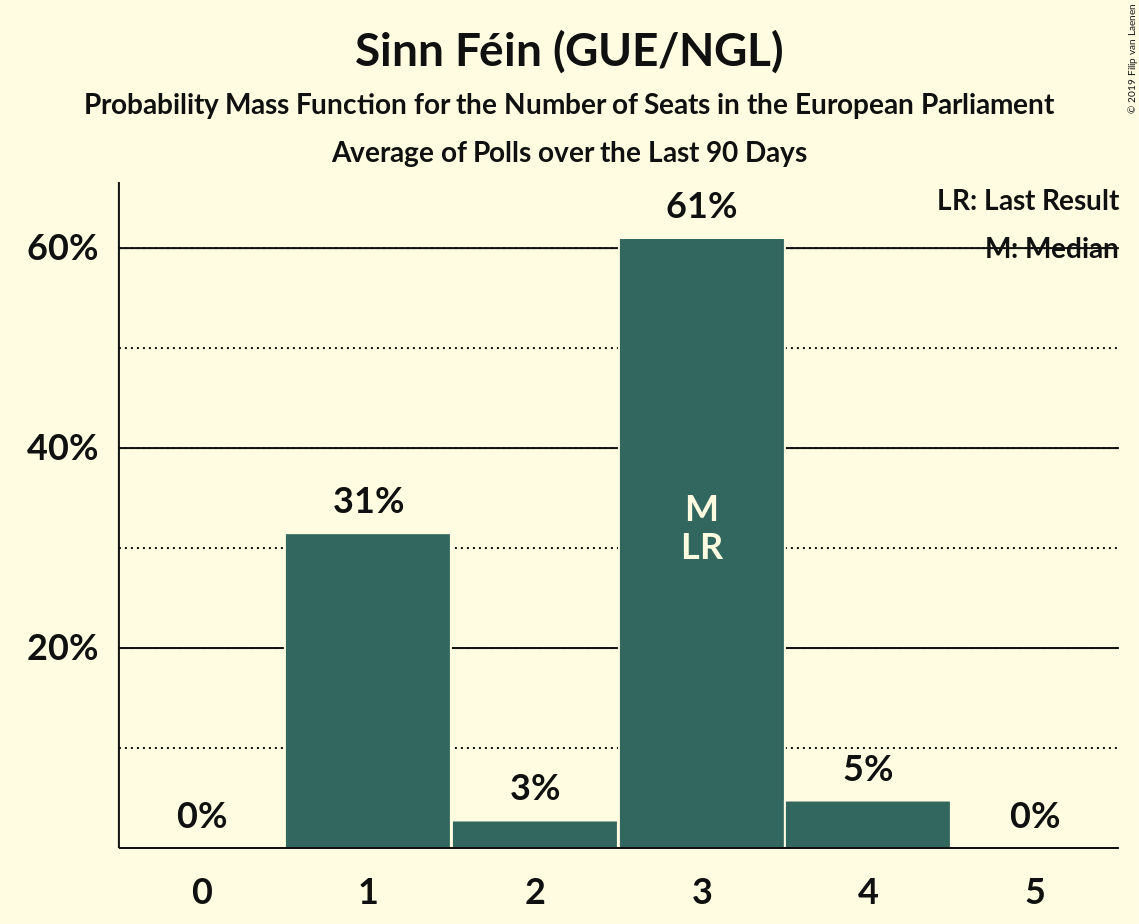 Sinn Féin (GUE/NGL)
Probability Mass Function for the Number of Seats in the European Parliament
Average of Polls over the Last 90 Days
© 2019 Filip van Laenen
LR: Last Result
M: Median
60%
40%
20%
0%
31%
3%
61%
5%
0%
M
LR
0
1
2
3
4
5